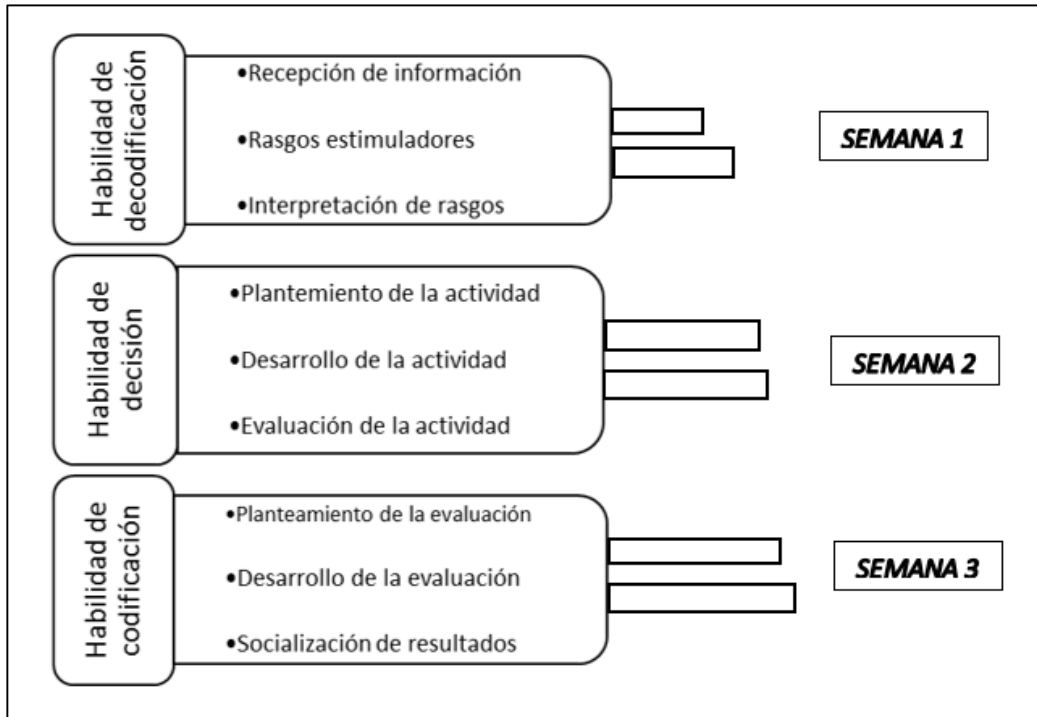 Habilidad de
decodificación
•Recepción de información
•Rasgos estimuladores
•Interpretación de rasgos
SEMANA 1
Habilidad de
decisión
•Plantemiento de la actividad
•Desarrollo de la actividad
•Evaluación de la actividad
SEMANA 2
Habilidad de
codificación
•Planteamiento de la evaluación
•Desarrollo de la evaluación
•Socialización de resultados
SEMANA 3